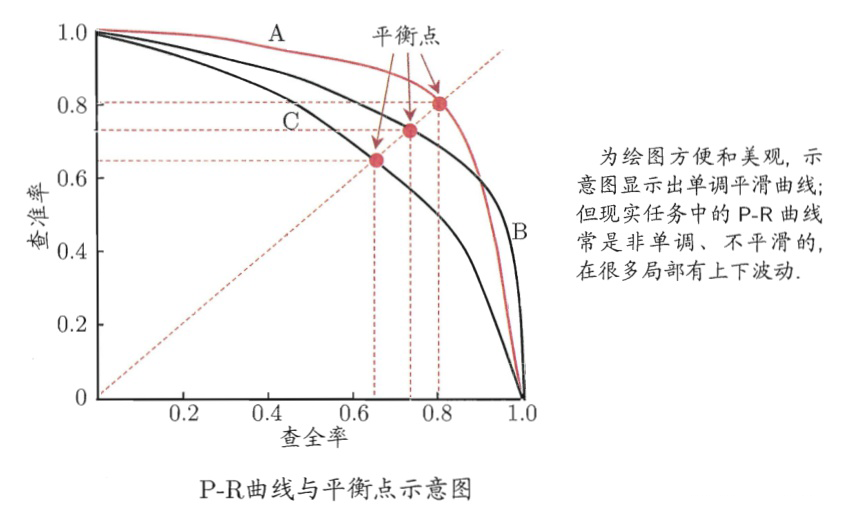 1.0
0.8
0.6
0.4
0.2
0
查准率
A
平衡点
C
B
0.2
0.4
0.6
0.8
1.0
查全率
P-R曲线与平衡点示意图
为绘图方便和美观, 示
意图显示出单调平滑曲线;
但现实任务中的 P-R 曲线
常是非单调、不平滑的,
在很多局部有上下波动.